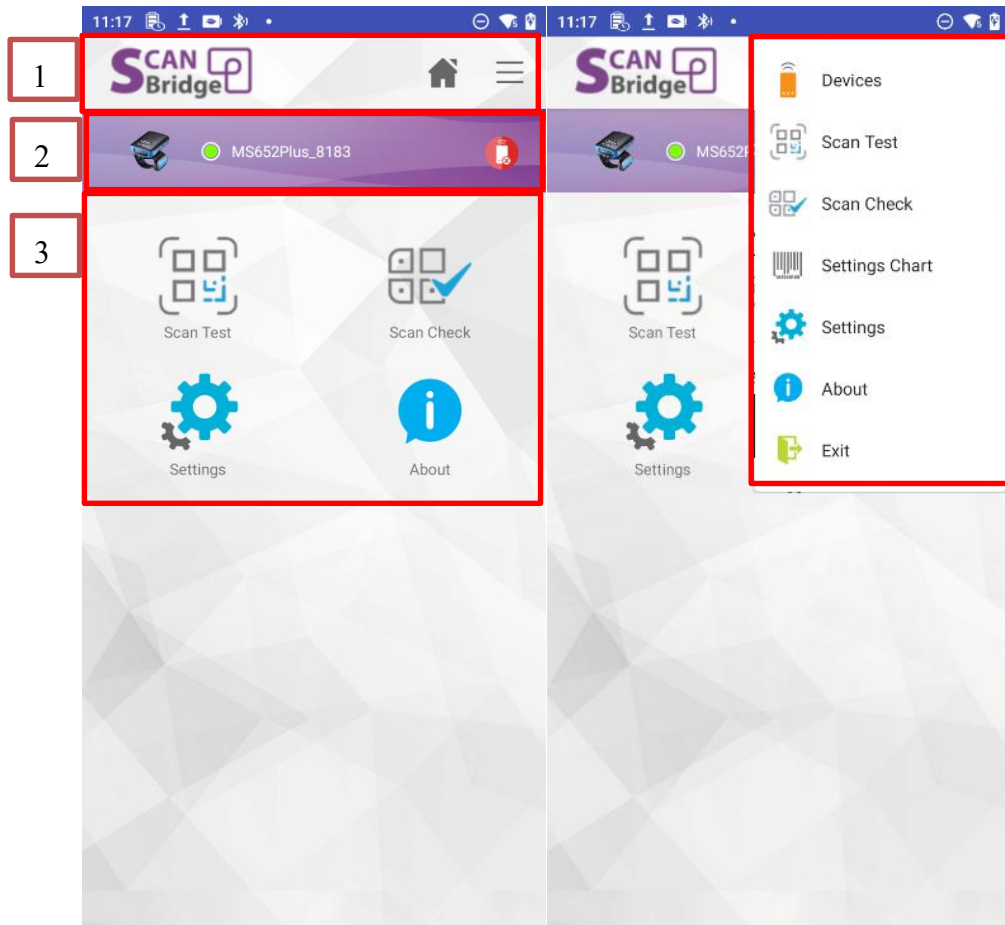 11:17
1
SCAN
Bridge
2
MS652Plus_8183
3
Scan Test
Scan Check
Settings
About
11:17
SCAN
Bridge
MS652P
Scan Test
Settings
Devices
Scan Test
Scan Check
Settings Chart
Settings
About
Exit